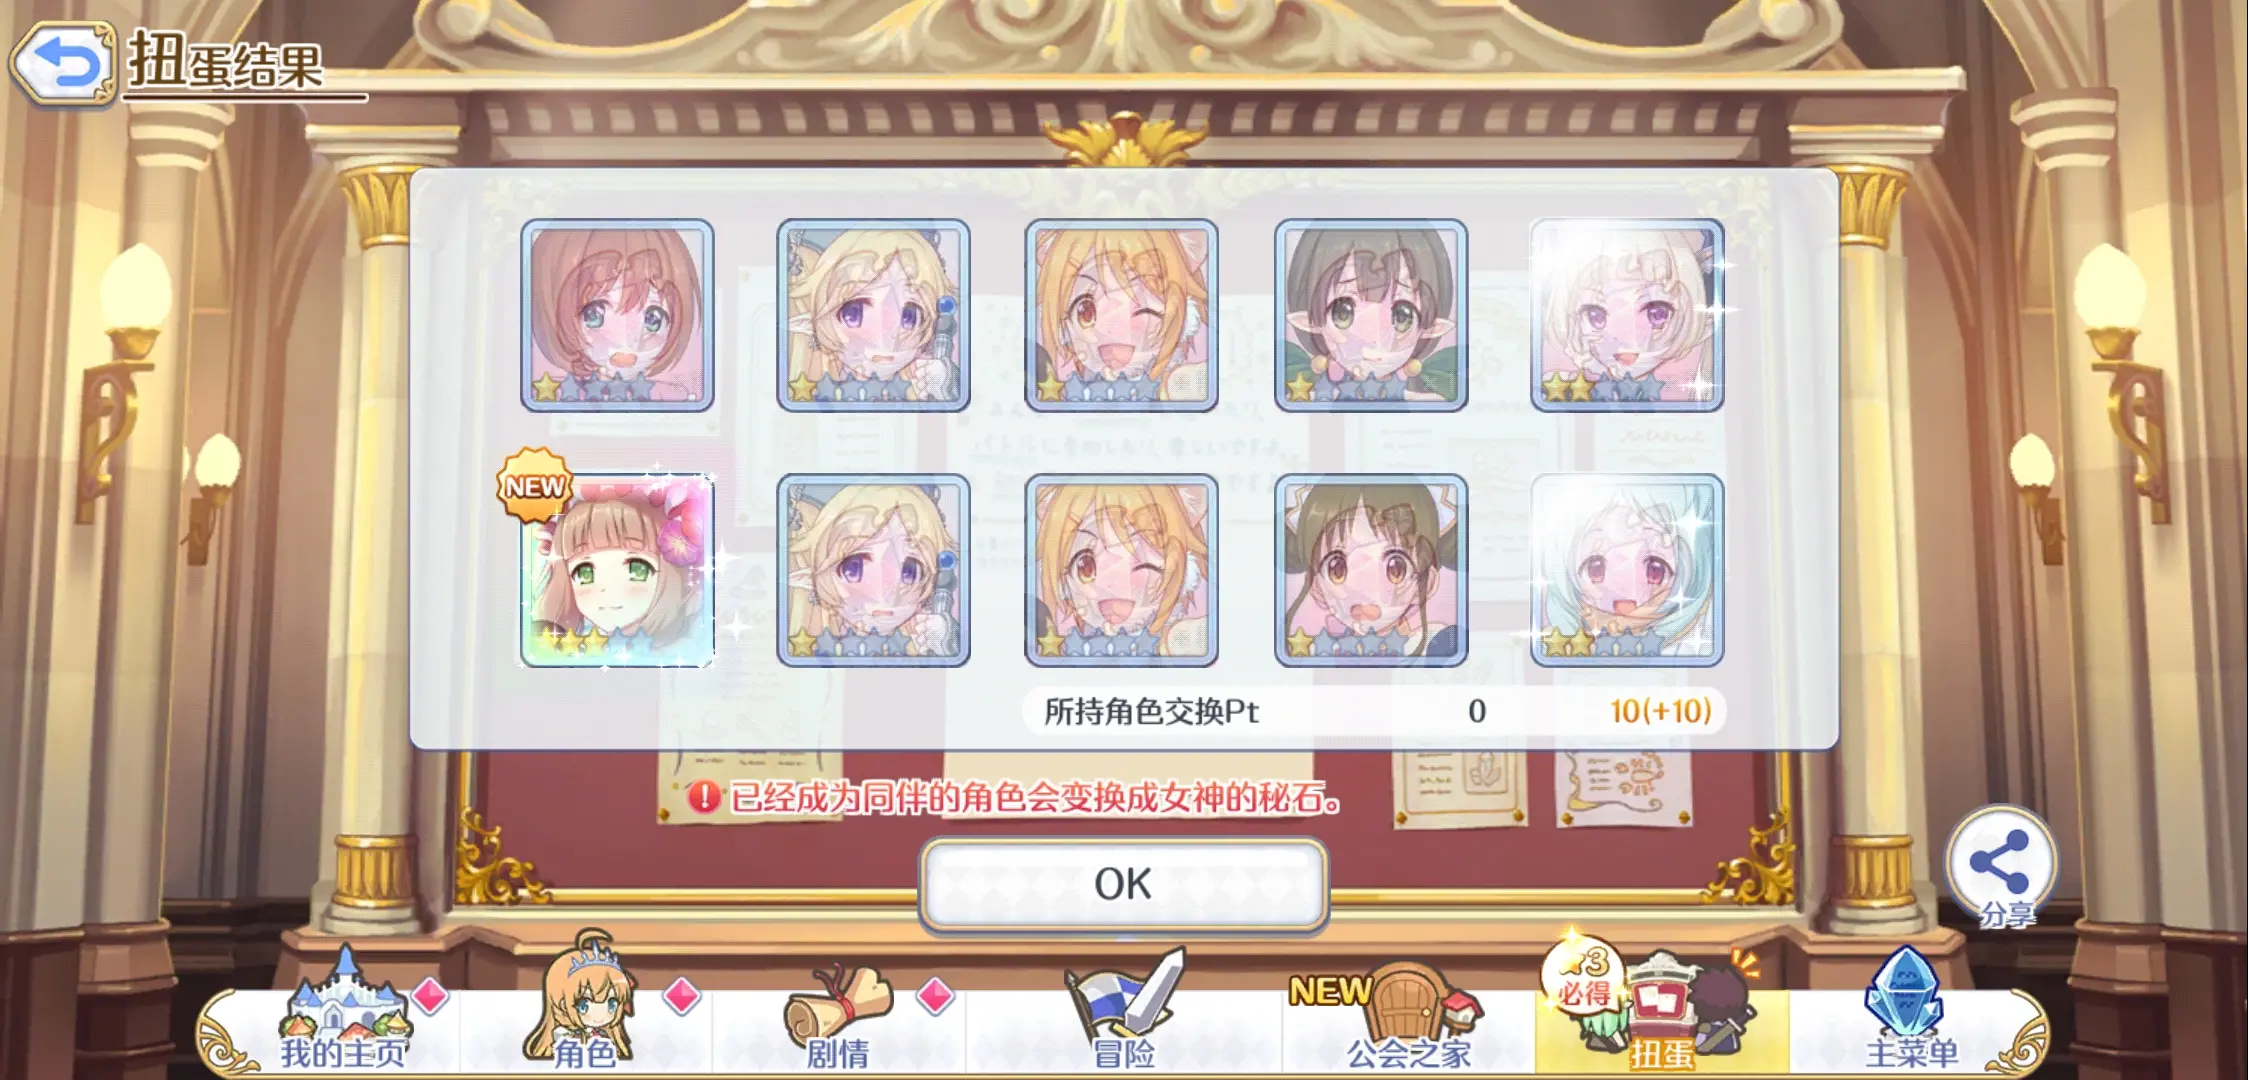 扭蛋结果
NEW
所持角色交换Pt 0 10(+10)
已经成为同伴的角色会变换成女神的秘石。
OK
分享
我的主页
角色
剧情
冒险
NEW
公会之家
★3
必得
扭蛋
主菜单